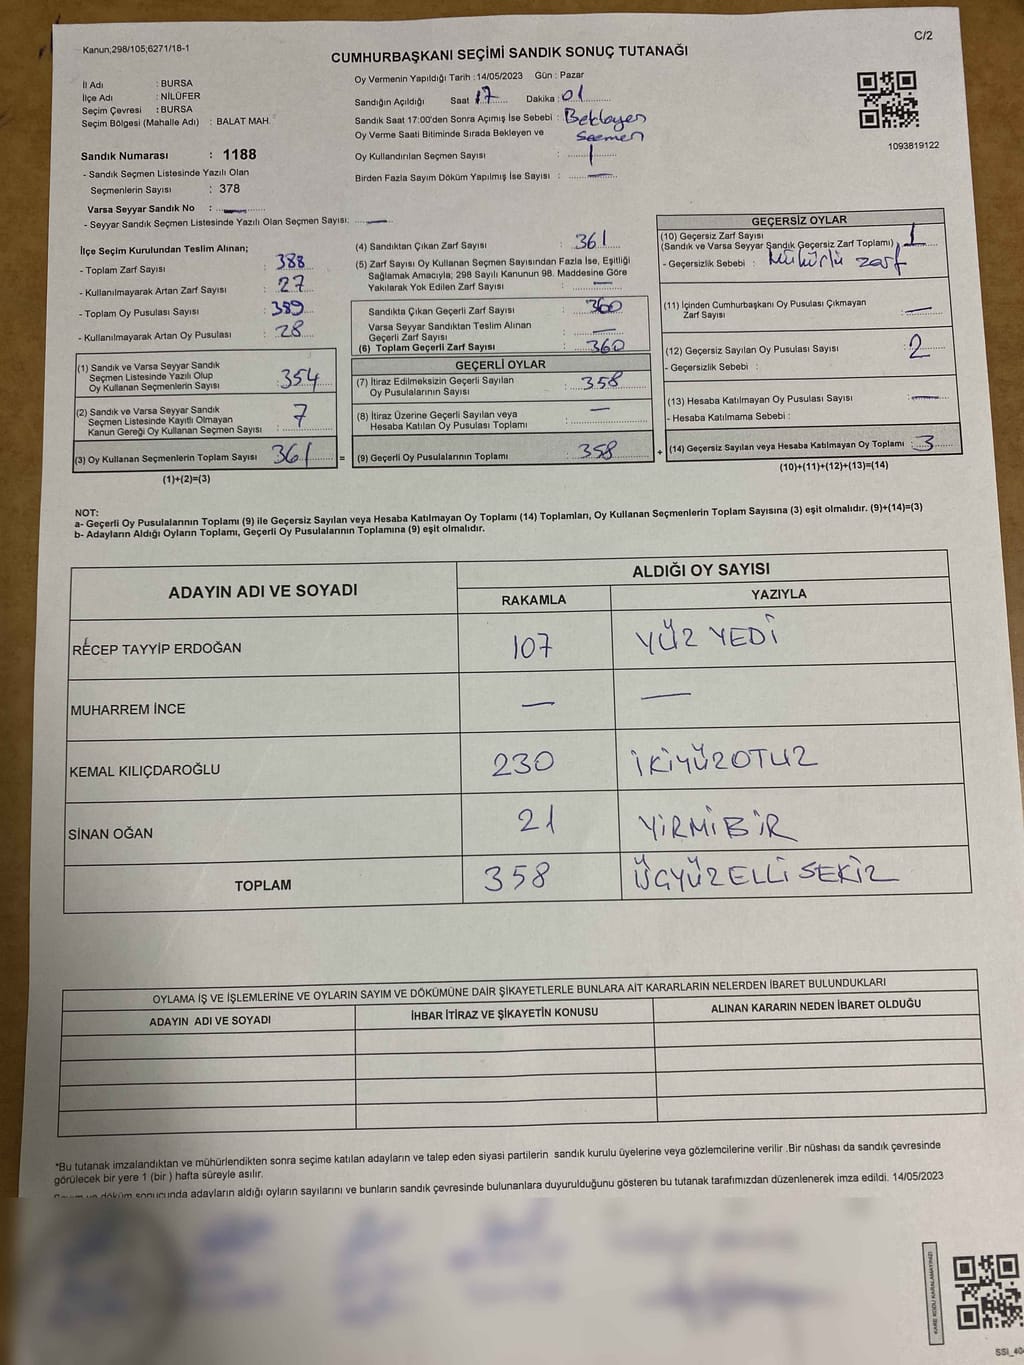 Kanun;298/105;6271/18-1
C/2
CUMHURBAŞKANI SEÇİMİ SANDIK SONUÇ TUTANAĞI
İl Adı : BURSA
İlçe Adı : NİLÜFER
Seçim Çevresi : BURSA
Seçim Bölgesi (Mahalle Adı) : BALAT MAH.
Sandık Numarası : 1188
- Sandık Seçmen Listesinde Yazılı Olan
Seçmenlerin Sayısı : 378
Varsa Seyyar Sandık No : —
- Seyyar Sandık Seçmen Listesinde Yazılı Olan Seçmen Sayısı: —
Oy Vermenin Yapıldığı Tarih :14/05/2023 Gün : Pazar
Sandığın Açıldığı Saat 17 Dakika : 01
Sandık Saat 17:00'den Sonra Açımış İse Sebebi : Bekleyen
Oy Verme Saati Bitiminde Sırada Bekleyen ve Seçmen
Oy Kullandırılan Seçmen Sayısı : 1
Birden Fazla Sayım Döküm Yapılmış İse Sayısı : —
1093819122
İlçe Seçim Kurulundan Teslim Alınan;
- Toplam Zarf Sayısı : 388
- Kullanılmayarak Artan Zarf Sayısı : 27
- Toplam Oy Pusulası Sayısı : 389
- Kullanılmayarak Artan Oy Pusulası : 28
(1) Sandık ve Varsa Seyyar Sandık
Seçmen Listesinde Yazılı Olup
Oy Kullanan Seçmenlerin Sayısı : 354
(2) Sandık ve Varsa Seyyar Sandık
Seçmen Listesinde Kayıtlı Olmayan
Kanun Gereği Oy Kullanan Seçmen Sayısı : 7
(3) Oy Kullanan Seçmenlerin Toplam Sayısı 361 =
(1)+(2)=(3)
(4) Sandıktan Çıkan Zarf Sayısı : 361
(5) Zarf Sayısı Oy Kullanan Seçmen Sayısından Fazla İse, Eşitliği
Sağlamak Amacıyla; 298 Sayılı Kanunun 98. Maddesine Göre
Yakılarak Yok Edilen Zarf Sayısı : —
Sandıkta Çıkan Geçerli Zarf Sayısı : 360
Varsa Seyyar Sandıktan Teslim Alınan
Geçerli Zarf Sayısı : —
(6) Toplam Geçerli Zarf Sayısı : 360
GEÇERLİ OYLAR
(7) İtiraz Edilmeksizin Geçerli Sayılan
Oy Pusulalarının Sayısı : 358
(8) İtiraz Üzerine Geçerli Sayılan veya
Hesaba Katılan Oy Pusulası Toplamı : —
(9) Geçerli Oy Pusulalarının Toplamı : 358 +
GEÇERSİZ OYLAR
(10) Geçersiz Zarf Sayısı
(Sandık ve Varsa Seyyar Sandık Geçersiz Zarf Toplamı) 1
- Geçersizlik Sebebi : Mühürlü zarf
(11) İçinden Cumhurbaşkanı Oy Pusulası Çıkmayan
Zarf Sayısı : —
(12) Geçersiz Sayılan Oy Pusulası Sayısı : 2
- Geçersizlik Sebebi :
(13) Hesaba Katılmayan Oy Pusulası Sayısı : —
- Hesaba Katılmama Sebebi :
(14) Geçersiz Sayılan veya Hesaba Katılmayan Oy Toplamı : 3
(10)+(11)+(12)+(13)=(14)
NOT:
a- Geçerli Oy Pusulalarının Toplamı (9) ile Geçersiz Sayılan veya Hesaba Katılmayan Oy Toplamı (14) Toplamları, Oy Kullanan Seçmenlerin Toplam Sayısına (3) eşit olmalıdır. (9)+(14)=(3)
b- Adayların Aldığı Oyların Toplamı, Geçerli Oy Pusulalarının Toplamına (9) eşit olmalıdır.
ADAYIN ADI VE SOYADI ALDIĞI OY SAYISI
RAKAMLA YAZIYLA
RECEP TAYYİP ERDOĞAN 107 YÜZ YEDİ
MUHARREM İNCE — —
KEMAL KILIÇDAROĞLU 230 İKİYÜZOTUZ
SİNAN OĞAN 21 YİRMİBİR
TOPLAM 358 ÜÇYÜZELLİSEKİZ
OYLAMA İŞ VE İŞLEMLERİNE VE OYLARIN SAYIM VE DÖKÜMÜNE DAİR ŞİKAYETLERLE BUNLARA AİT KARARLARIN NELERDEN İBARET BULUNDUKLARI
ADAYIN ADI VE SOYADI İHBAR İTİRAZ VE ŞİKAYETİN KONUSU ALINAN KARARIN NEDEN İBARET OLDUĞU
*Bu tutanak imzalandıktan ve mühürlendikten sonra seçime katılan adayların ve talep eden siyasi partilerin sandık kurulu üyelerine veya gözlemcilerine verilir .Bir nüshası da sandık çevresinde
görülecek bir yere 1 (bir ) hafta süreyle asılır.
Sayım ve döküm sonucunda adayların aldığı oyların sayılarını ve bunların sandık çevresinde bulunanlara duyurulduğunu gösteren bu tutanak tarafımızdan düzenlenerek imza edildi. 14/05/2023
KARE KODU KARALAMAYINIZ!